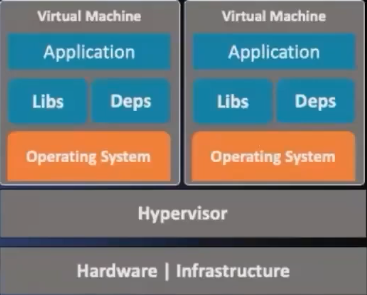 Virtual Machine
Application
Libs
Deps
Operating System
Virtual Machine
Application
Libs
Deps
Operating System
Hypervisor
Hardware | Infrastructure